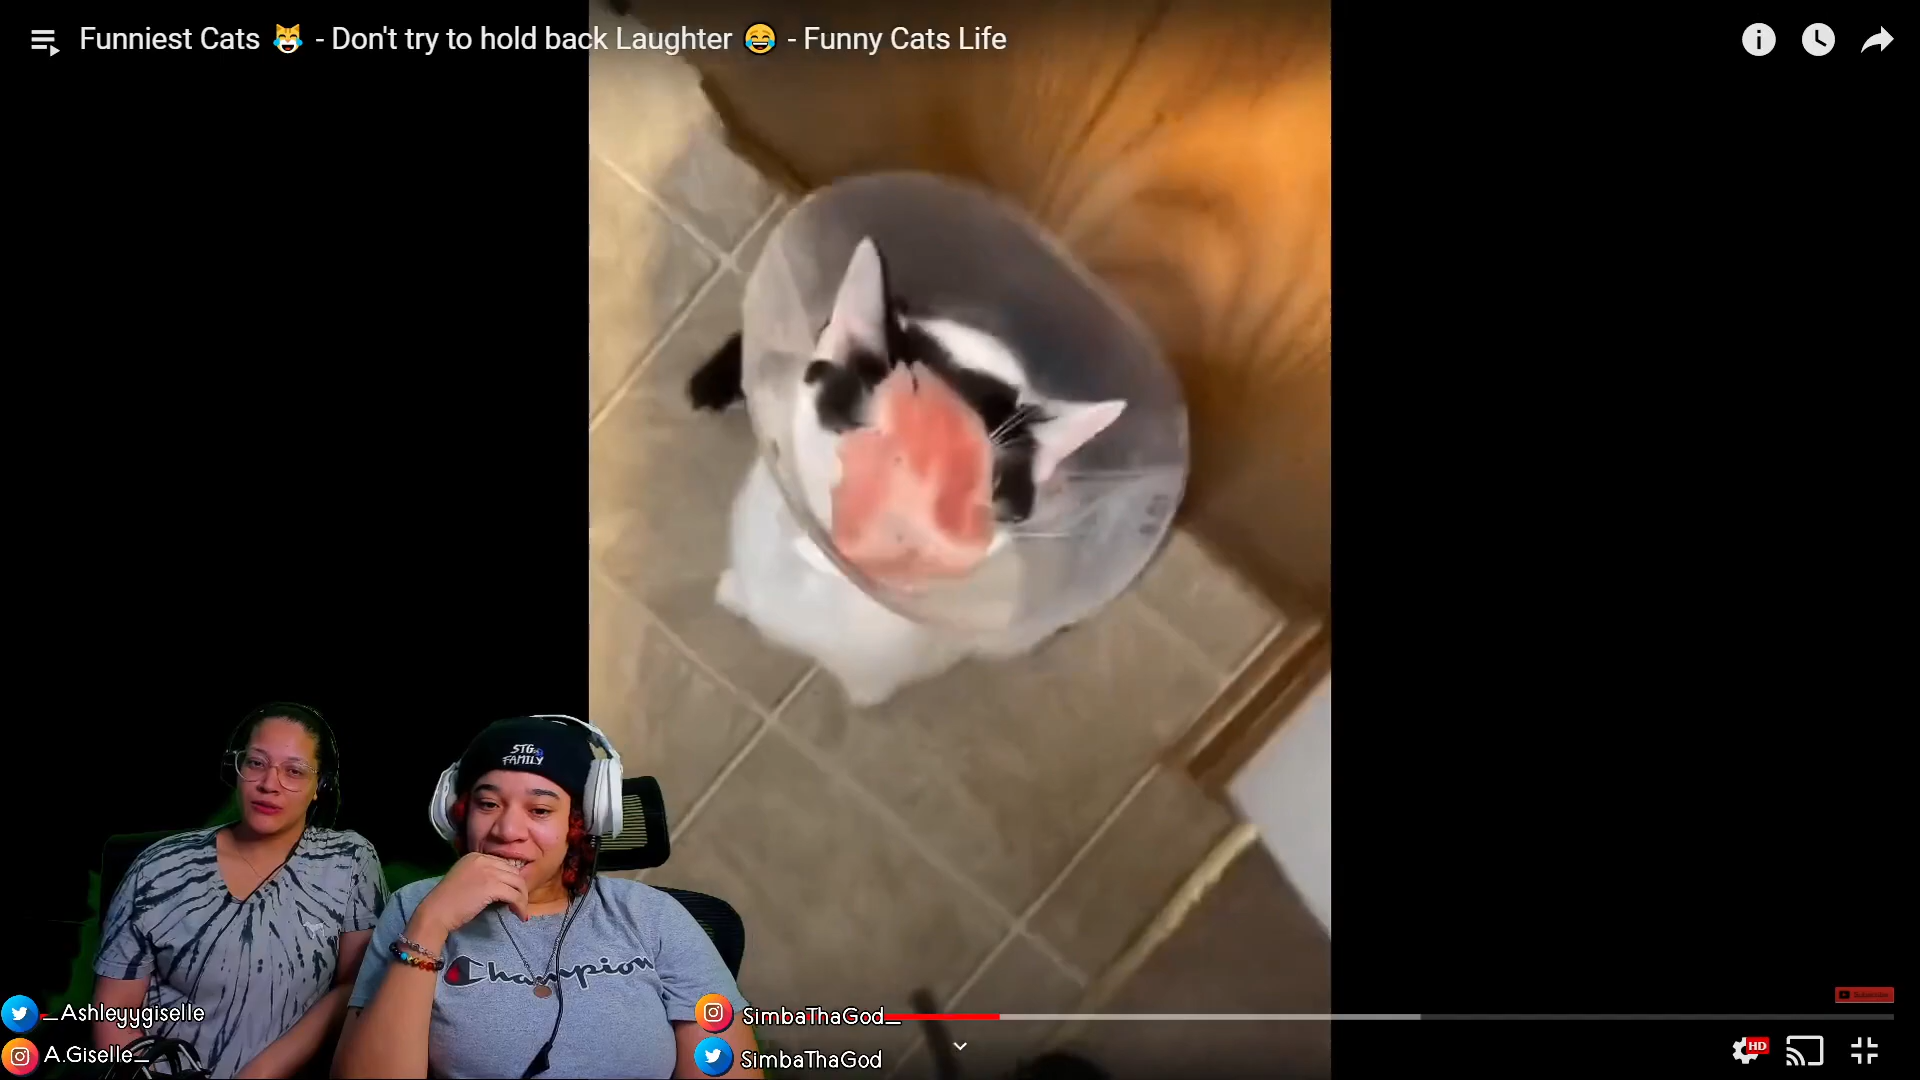 Funniest Cats 😹 - Don't try to hold back Laughter 😂 - Funny Cats Life
STG
FAMILY
Champion
_Ashleyygiselle
A.Giselle_
SimbaThaGod_
SimbaThaGod
Subscribe
HD